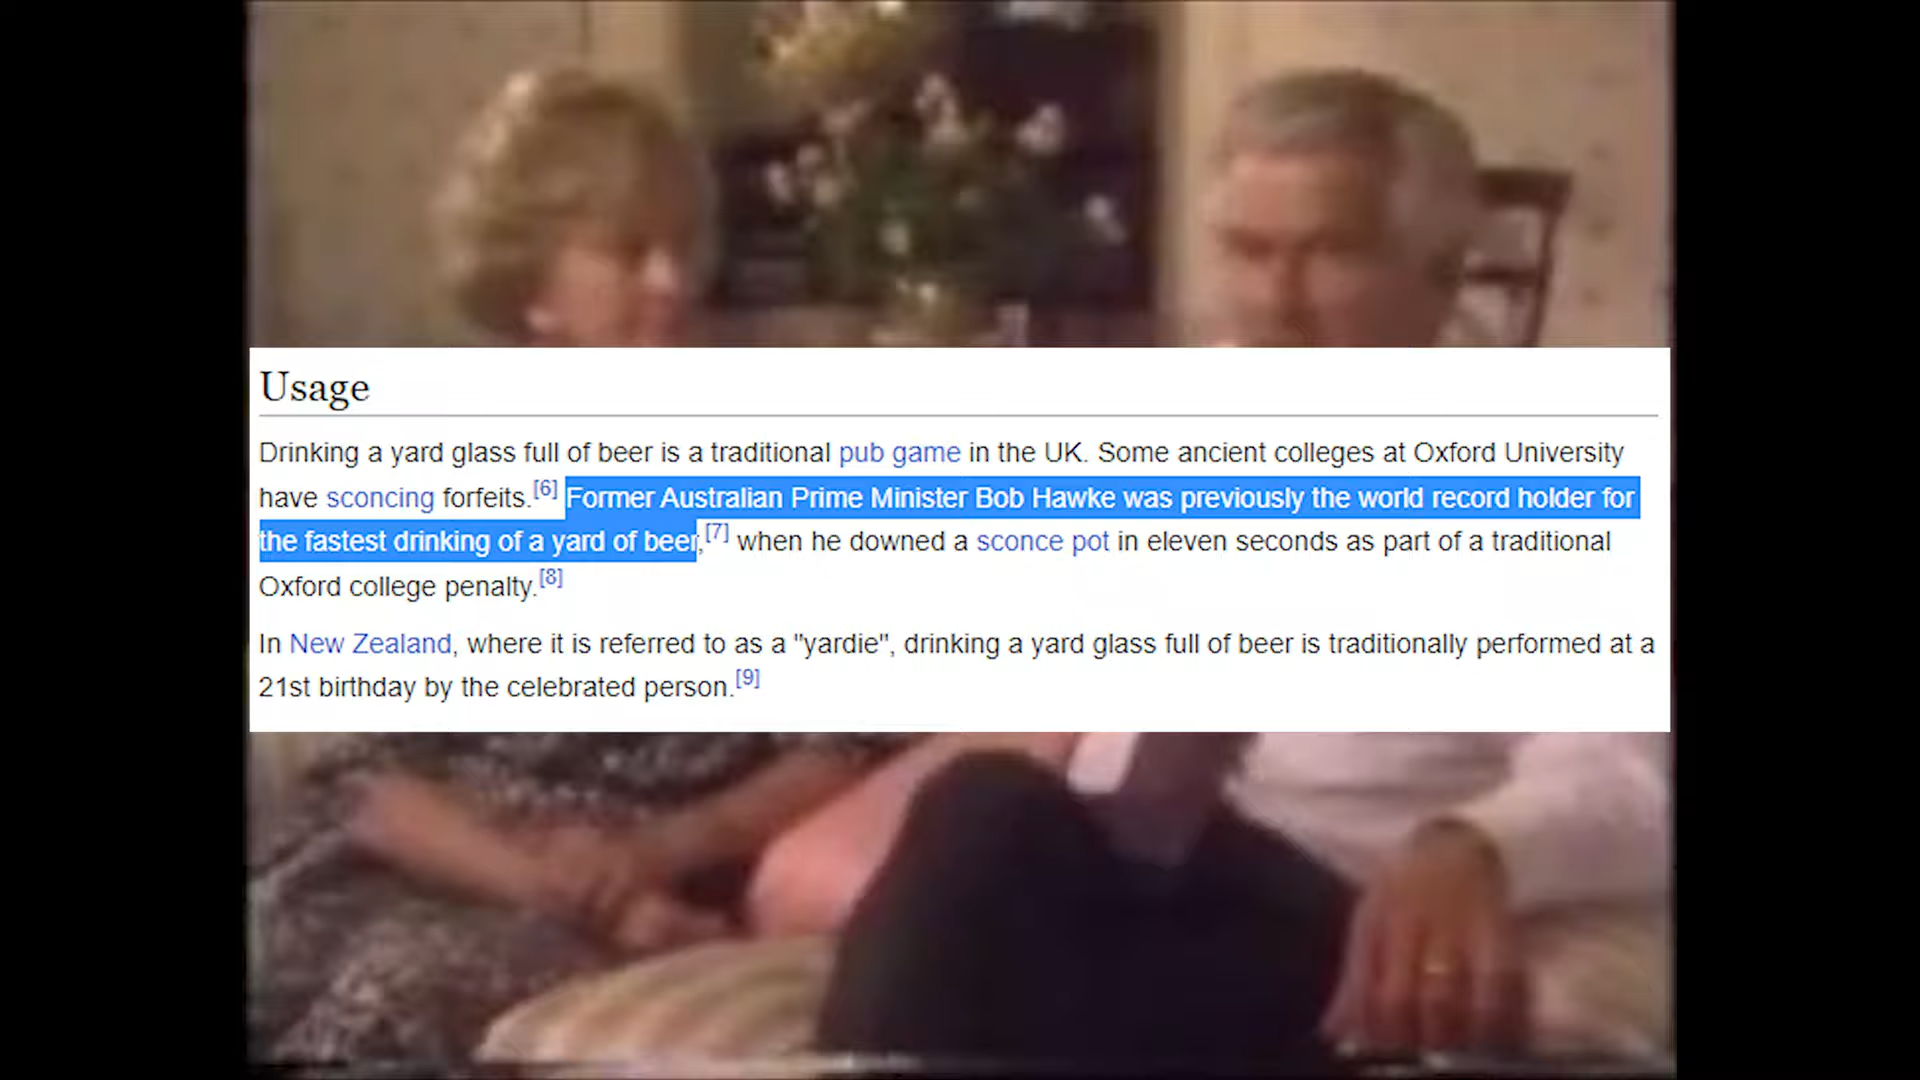 Usage
Drinking a yard glass full of beer is a traditional pub game in the UK. Some ancient colleges at Oxford University
have sconcing forfeits.[6] Former Australian Prime Minister Bob Hawke was previously the world record holder for
the fastest drinking of a yard of beer,[7] when he downed a sconce pot in eleven seconds as part of a traditional
Oxford college penalty.[8]
In New Zealand, where it is referred to as a "yardie", drinking a yard glass full of beer is traditionally performed at a
21st birthday by the celebrated person.[9]